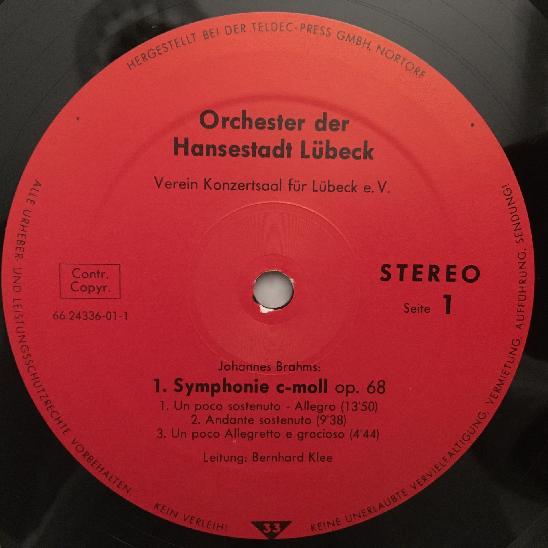 HERGESTELLT BEI DER TELDEC-PRESS GMBH, NORTORF
Orchester der
Hansestadt Lübeck
Verein Konzertsaal für Lübeck e. V.
Contr.
Copyr.
66.24336-01-1
STEREO
Seite 1
Johannes Brahms:
1. Symphonie c-moll op. 68
1. Un poco sostenuto - Allegro (13'50)
2. Andante sostenuto (9'38)
3. Un poco Allegretto e gracioso (4'44)
Leitung: Bernhard Klee
ALLE URHEBER- UND LEISTUNGSSCHUTZRECHTE VORBEHALTEN
KEIN VERLEIH!
33
KEINE UNERLAUBTE VERVIELFALTIGUNG, VERMIETUNG, AUFFÜHRUNG, SENDUNG!